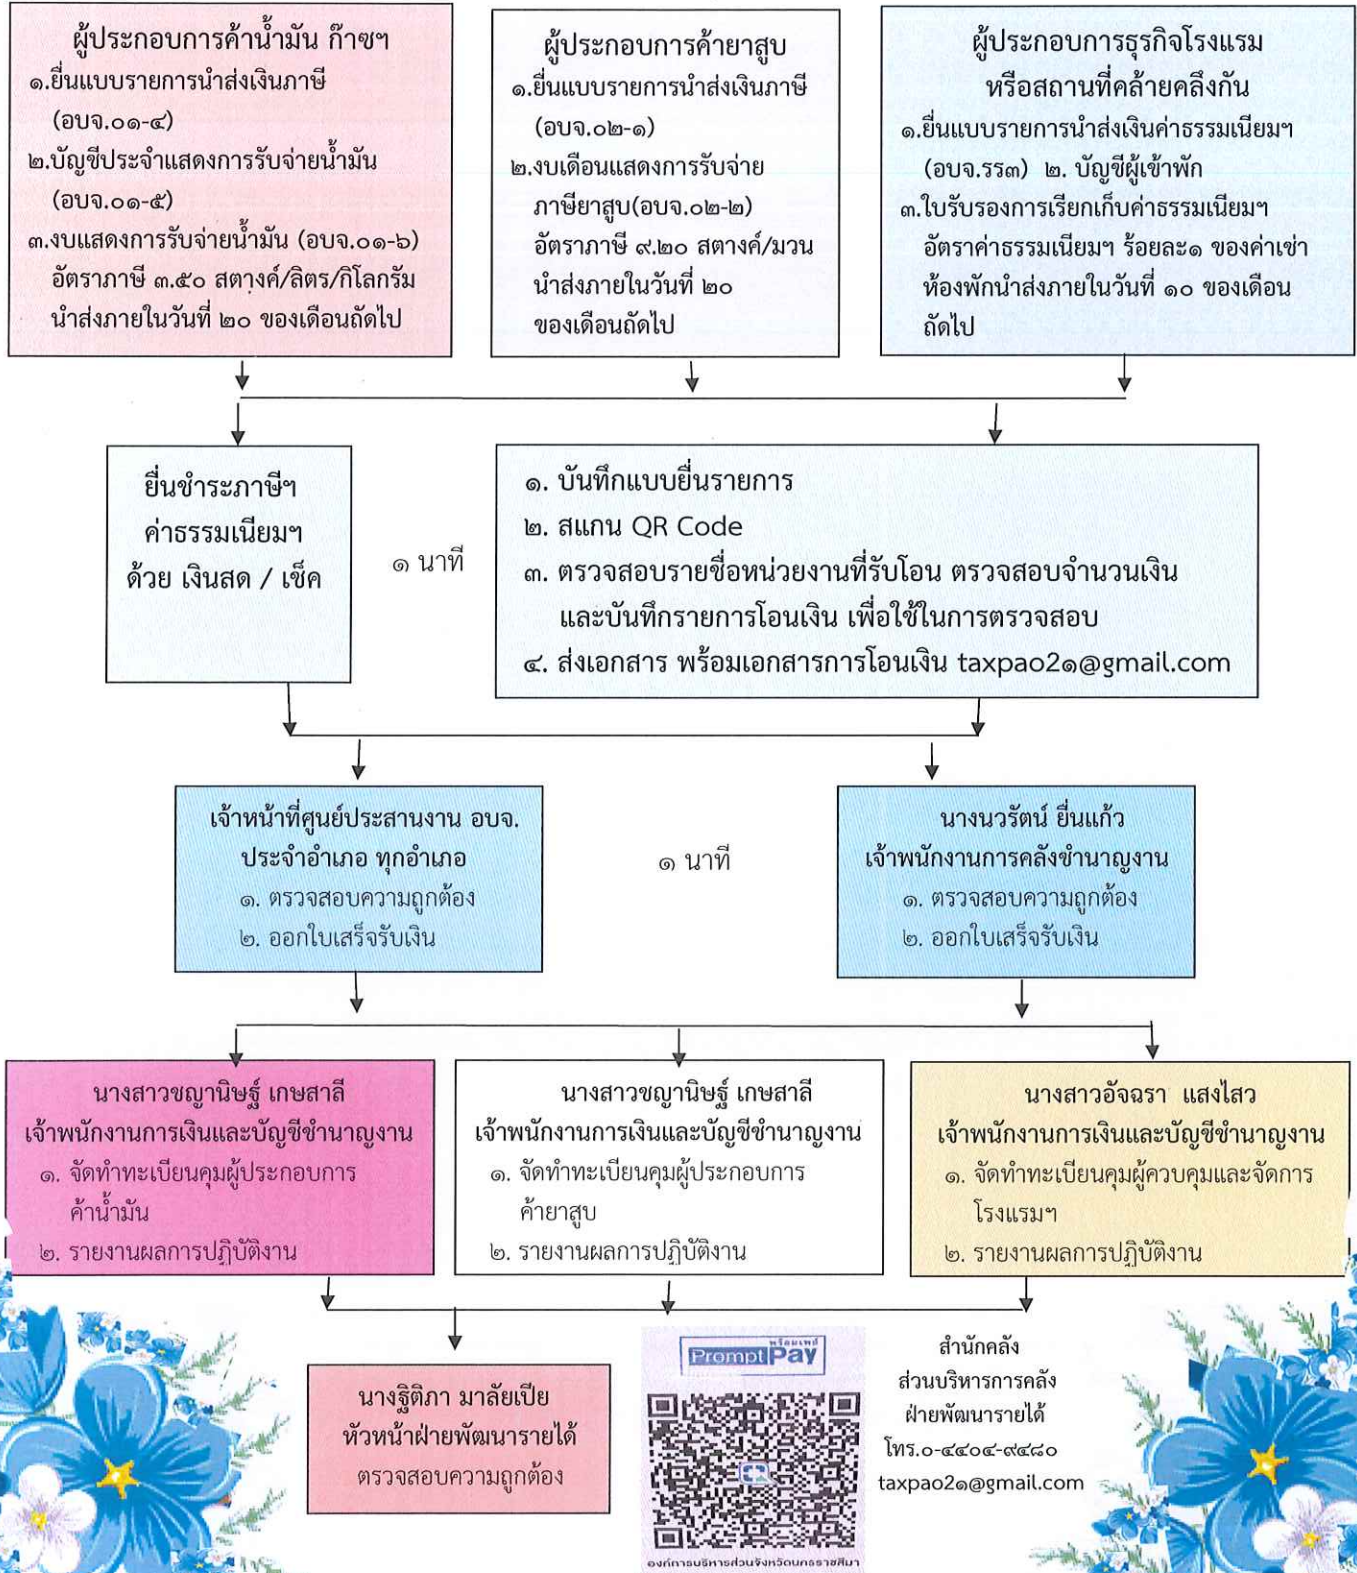 ผู้ประกอบการค้าน้ำมัน ก๊าซฯ
๑.ยื่นแบบรายการนำส่งเงินภาษี
(อบจ.๐๑-๔)
๒.บัญชีประจำแสดงการรับจ่ายน้ำมัน
(อบจ.๐๑-๕)
๓.งบแสดงการรับจ่ายน้ำมัน (อบจ.๐๑-๖)
อัตราภาษี ๓.๕๐ สตางค์/ลิตร/กิโลกรัม
นำส่งภายในวันที่ ๒๐ ของเดือนถัดไป
ผู้ประกอบการค้ายาสูบ
๑.ยื่นแบบรายการนำส่งเงินภาษี
(อบจ.๐๒-๑)
๒.งบเดือนแสดงการรับจ่าย
ภาษียาสูบ(อบจ.๐๒-๒)
อัตราภาษี ๙.๒๐ สตางค์/มวน
นำส่งภายในวันที่ ๒๐
ของเดือนถัดไป
ผู้ประกอบการธุรกิจโรงแรม
หรือสถานที่คล้ายคลึงกัน
๑.ยื่นแบบรายการนำส่งเงินค่าธรรมเนียมฯ
(อบจ.รร๓) ๒. บัญชีผู้เข้าพัก
๓.ใบรับรองการเรียกเก็บค่าธรรมเนียมฯ
อัตราค่าธรรมเนียมฯ ร้อยละ๑ ของค่าเช่า
ห้องพักนำส่งภายในวันที่ ๑๐ ของเดือน
ถัดไป
ยื่นชำระภาษีฯ
ค่าธรรมเนียมฯ
ด้วย เงินสด / เช็ค
๑ นาที
๑. บันทึกแบบยื่นรายการ
๒. สแกน QR Code
๓. ตรวจสอบรายชื่อหน่วยงานที่รับโอน ตรวจสอบจำนวนเงิน
และบันทึกรายการโอนเงิน เพื่อใช้ในการตรวจสอบ
๔. ส่งเอกสาร พร้อมเอกสารการโอนเงิน taxpao2๑@gmail.com
เจ้าหน้าที่ศูนย์ประสานงาน อบจ.
ประจำอำเภอ ทุกอำเภอ
๑. ตรวจสอบความถูกต้อง
๒. ออกใบเสร็จรับเงิน
๑ นาที
นางนวรัตน์ ยื่นแก้ว
เจ้าพนักงานการคลังชำนาญงาน
๑. ตรวจสอบความถูกต้อง
๒. ออกใบเสร็จรับเงิน
นางสาวชญานิษฐ์ เกษสาลี
เจ้าพนักงานการเงินและบัญชีชำนาญงาน
๑. จัดทำทะเบียนคุมผู้ประกอบการ
ค้าน้ำมัน
๒. รายงานผลการปฏิบัติงาน
นางสาวชญานิษฐ์ เกษสาลี
เจ้าพนักงานการเงินและบัญชีชำนาญงาน
๑. จัดทำทะเบียนคุมผู้ประกอบการ
ค้ายาสูบ
๒. รายงานผลการปฏิบัติงาน
นางสาวอัจฉรา แสงไสว
เจ้าพนักงานการเงินและบัญชีชำนาญงาน
๑. จัดทำทะเบียนคุมผู้ควบคุมและจัดการ
โรงแรมฯ
๒. รายงานผลการปฏิบัติงาน
นางฐิติภา มาลัยเปีย
หัวหน้าฝ่ายพัฒนารายได้
ตรวจสอบความถูกต้อง
พร้อมเพย์
PromptPay
องค์การบริหารส่วนจังหวัดนครราชสีมา
สำนักคลัง
ส่วนบริหารการคลัง
ฝ่ายพัฒนารายได้
โทร.๐-๔๔๐๔-๙๔๘๐
taxpao2๑@gmail.com